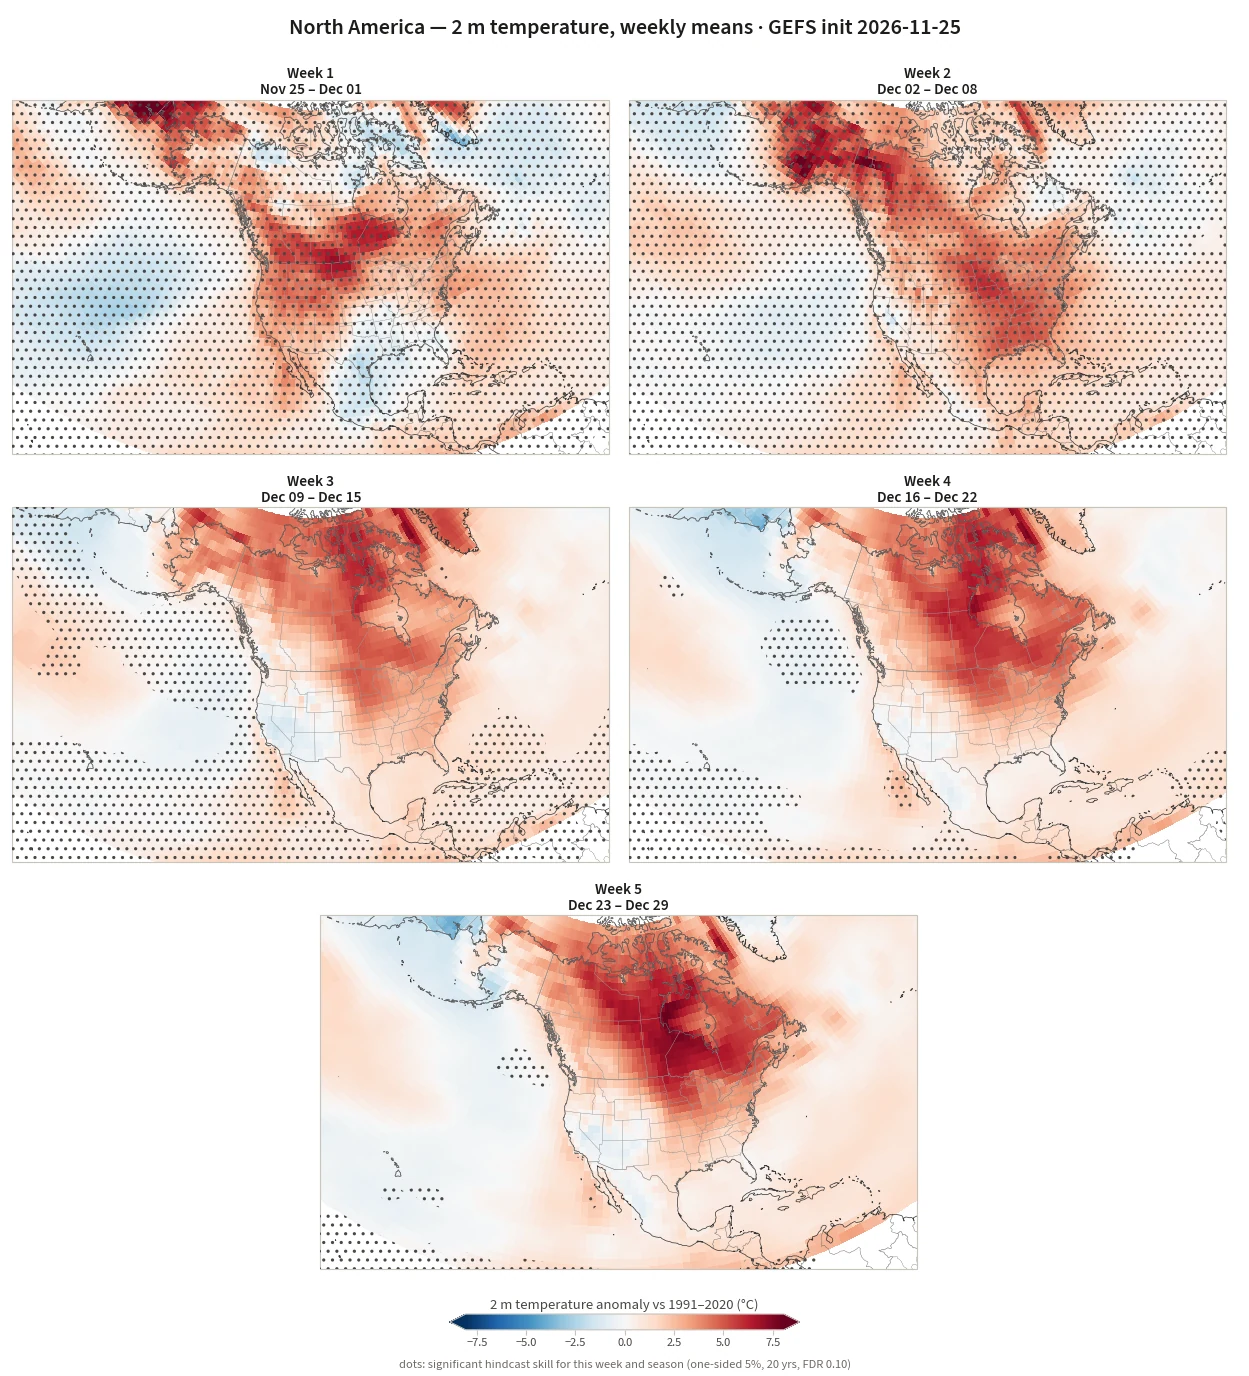 North America — 2 m temperature, weekly means · GEFS init 2026-11-25
Week 1
Nov 25 – Dec 01
Week 2
Dec 02 – Dec 08
Week 3
Dec 09 – Dec 15
Week 4
Dec 16 – Dec 22
Week 5
Dec 23 – Dec 29
2 m temperature anomaly vs 1991–2020 (°C)
−7.5 −5.0 −2.5 0.0 2.5 5.0 7.5
dots: significant hindcast skill for this week and season (one-sided 5%, 20 yrs, FDR 0.10)